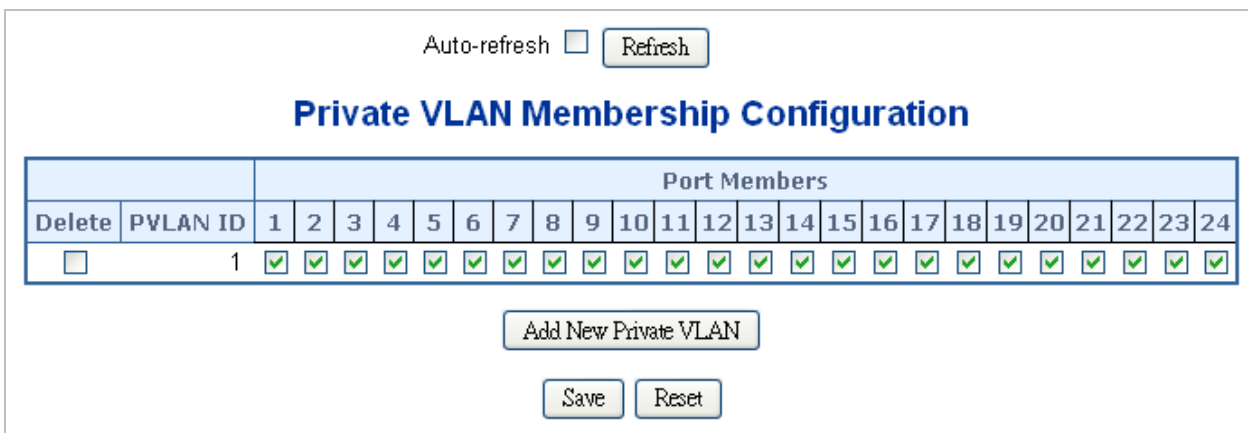 Auto-refresh Refresh
Private VLAN Membership Configuration
Port Members
Delete PVLAN ID 1 2 3 4 5 6 7 8 9 10 11 12 13 14 15 16 17 18 19 20 21 22 23 24
1
Add New Private VLAN
Save Reset